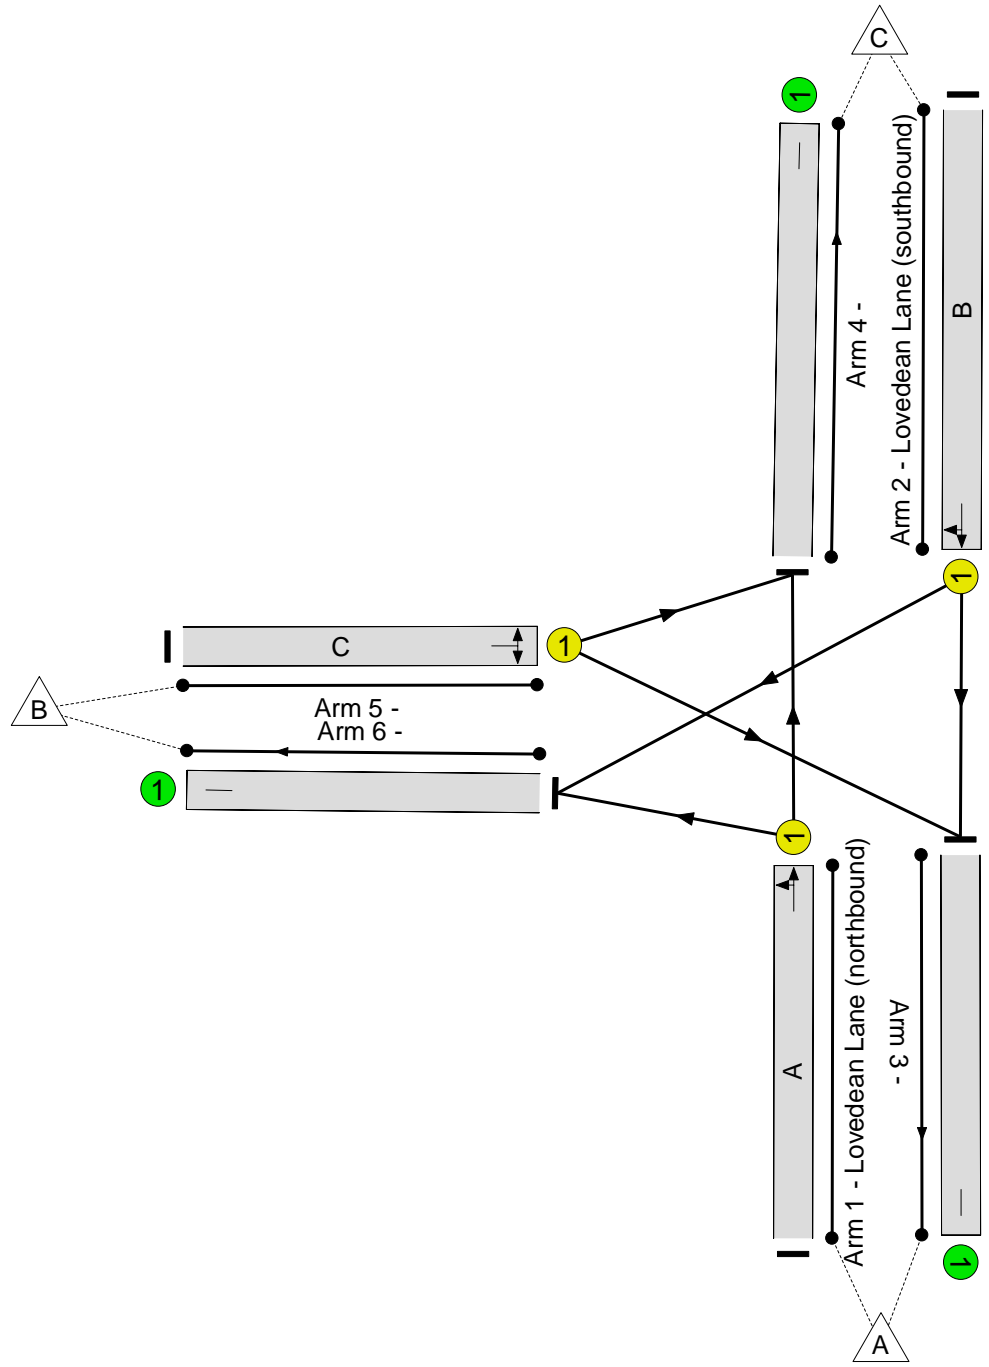 C
1
Arm 4 -
Arm 2 - Lovedean Lane (southbound)
B
1
C
1
B
Arm 5 -
Arm 6 -
1
1
Arm 1 - Lovedean Lane (northbound)
A
Arm 3 -
1
A